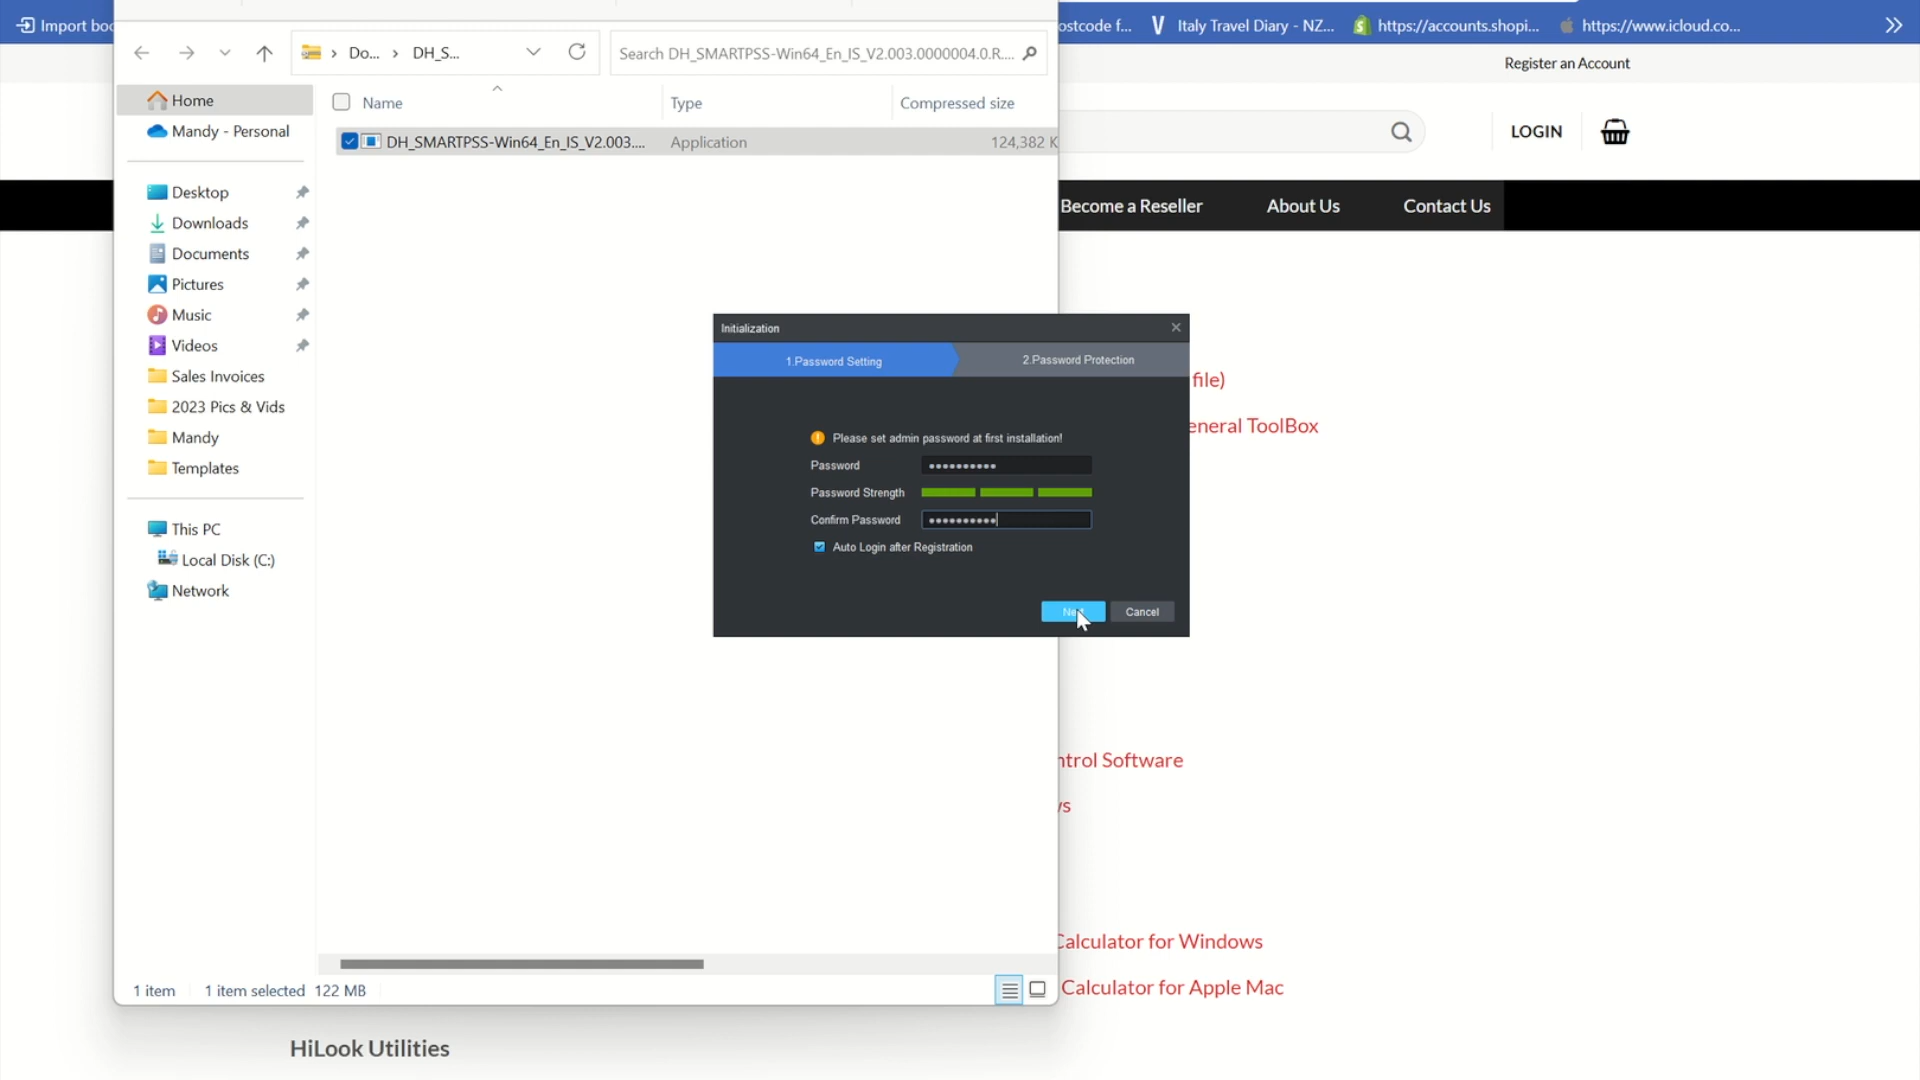 Import boo
ostcode f...
Italy Travel Diary - NZ...
https://accounts.shopi...
https://www.icloud.co...
Register an Account
Do... > DH_S...
Search DH_SMARTPSS-Win64_En_IS_V2.003.0000004.0.R....
LOGIN
Become a Reseller
About Us
Contact Us
Home
Mandy - Personal
Desktop
Downloads
Documents
Pictures
Music
Videos
Sales Invoices
2023 Pics & Vids
Mandy
Templates
This PC
Local Disk (C:)
Network
Name Type Compressed size
DH_SMARTPSS-Win64_En_IS_V2.003.... Application 124,382 K
Initialization
1.Password Setting
2.Password Protection
Please set admin password at first installation!
Password
Password Strength
Confirm Password
Auto Login after Registration
Next
Cancel
file)
eneral ToolBox
ntrol Software
Calculator for Windows
Calculator for Apple Mac
1 item
1 item selected 122 MB
HiLook Utilities